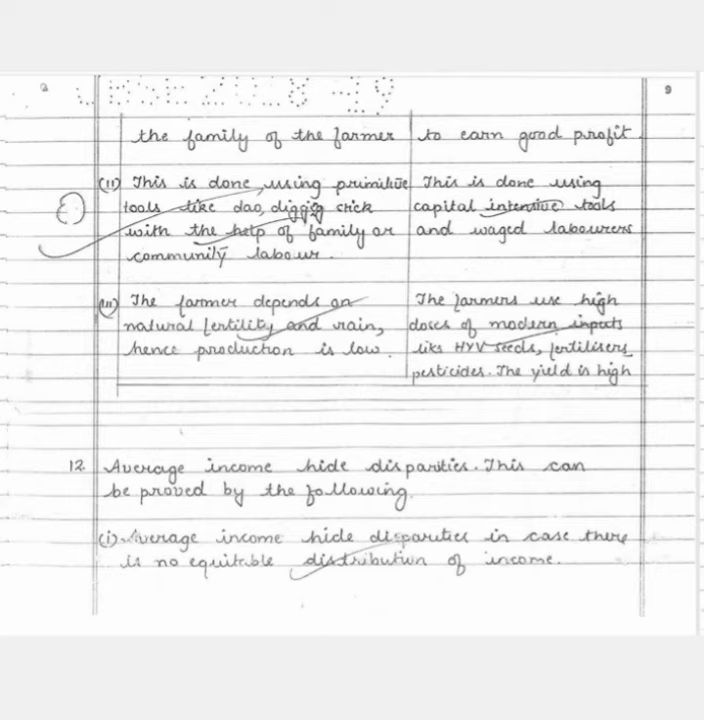 CBSE 2018-19
9
the family of the farmer to earn good profit.
(ii) This is done, using primitive This is done using
tools like dao, digging stick capital intensive tools
with the help of family or and waged labourers
community labour.
(iii) The farmer depends on The farmers use high
natural fertility and rain, doses of modern inputs
hence production is low. like HYV seeds, fertilisers,
pesticides. The yield is high
12. Average income hide disparities. This can
be proved by the following.
(i) Average income hide disparities in case there
is no equitable distribution of income.